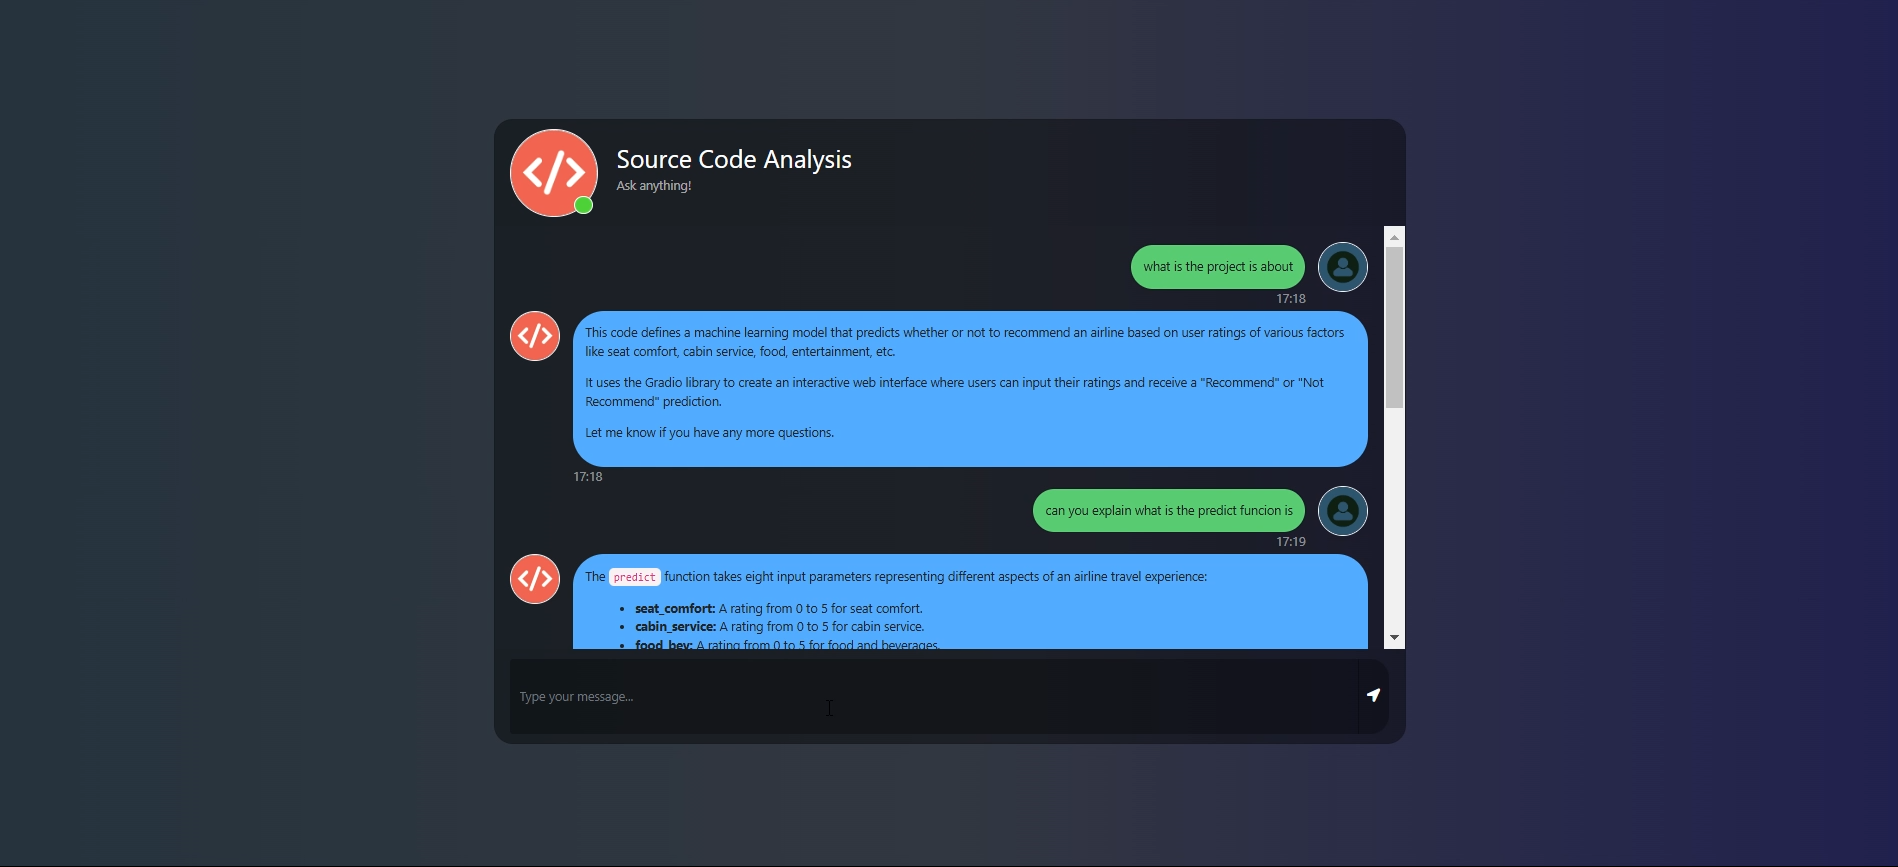 Source Code Analysis
Ask anything!
what is the project is about
17:18
This code defines a machine learning model that predicts whether or not to recommend an airline based on user ratings of various factors
like seat comfort, cabin service, food, entertainment, etc.
It uses the Gradio library to create an interactive web interface where users can input their ratings and receive a "Recommend" or "Not
Recommend" prediction.
Let me know if you have any more questions.
17:18
can you explain what is the predict funcion is
17:19
The predict function takes eight input parameters representing different aspects of an airline travel experience:
• seat_comfort: A rating from 0 to 5 for seat comfort.
• cabin_service: A rating from 0 to 5 for cabin service.
• food_bev: A rating from 0 to 5 for food and beverages.
Type your message...